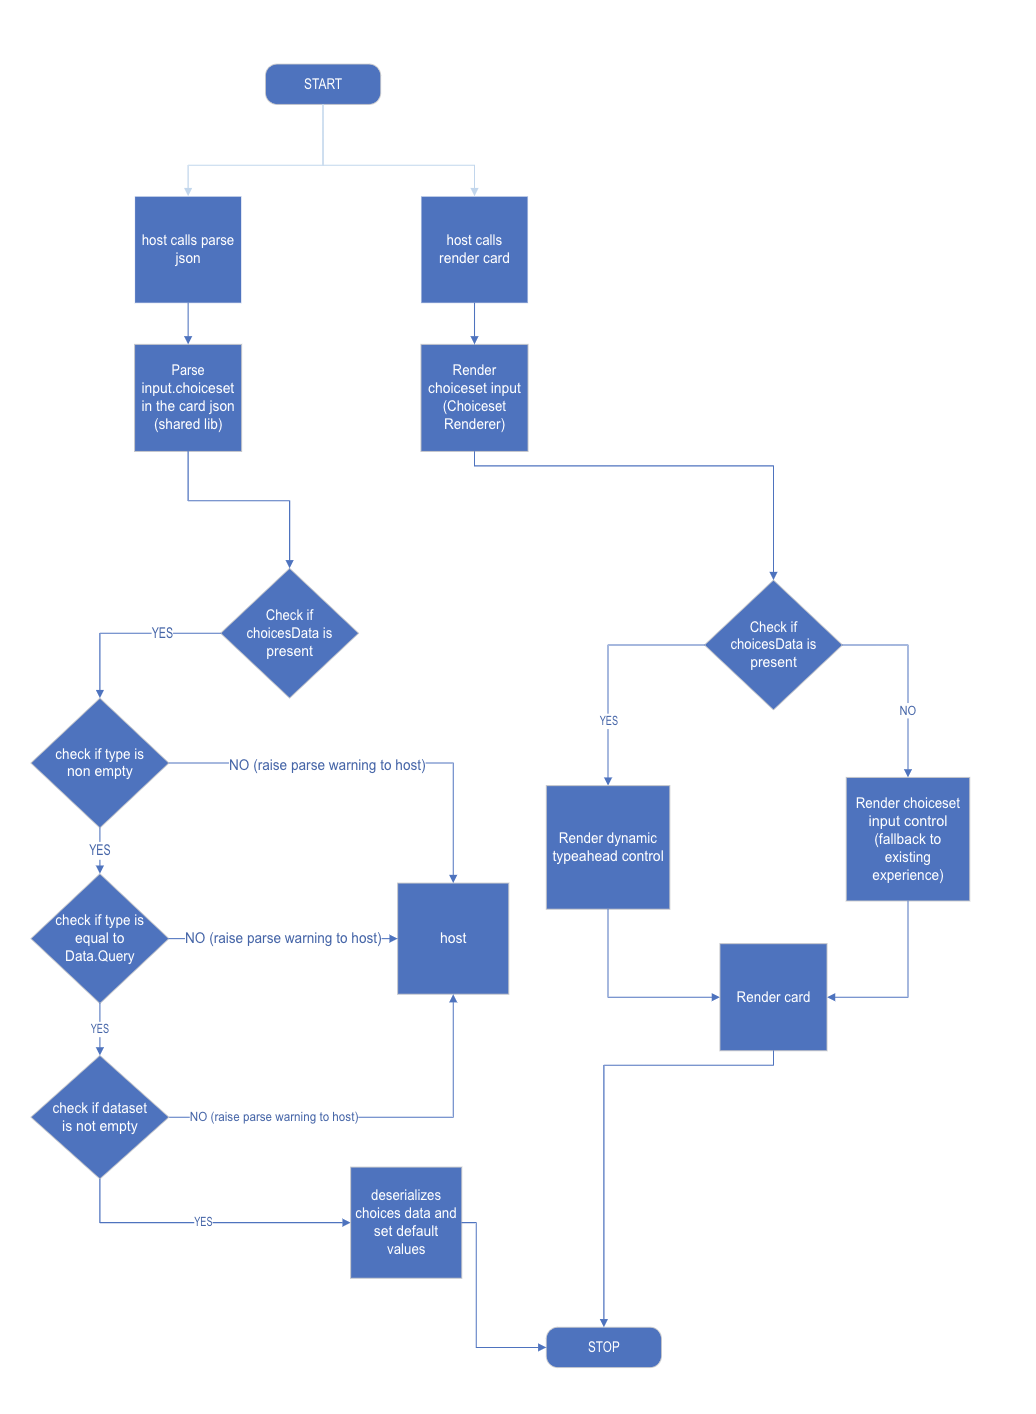 START
host calls parse
json
host calls
render card
Parse
input.choiceset
in the card json
(shared lib)
Render
choiceset input
(Choiceset
Renderer)
Check if
choicesData is
present
YES
Check if
choicesData is
present
YES
NO
check if type is
non empty
NO (raise parse warning to host)
YES
Render dynamic
typeahead control
Render choiceset
input control
(fallback to
existing
experience)
check if type is
equal to
Data.Query
NO (raise parse warning to host)
host
Render card
YES
check if dataset
is not empty
NO (raise parse warning to host)
YES
deserializes
choices data and
set default
values
STOP